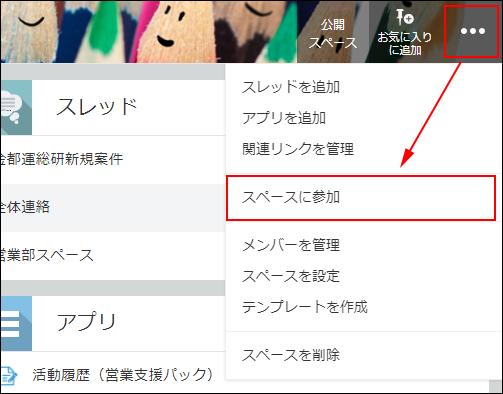 公開
スペース
お気に入り
に追加
•••
スレッドを追加
アプリを追加
関連リンクを管理
スペースに参加
メンバーを管理
スペースを設定
テンプレートを作成
スペースを削除
スレッド
金都運総研新規案件
全体連絡
営業部スペース
アプリ
活動履歴（営業支援パック）